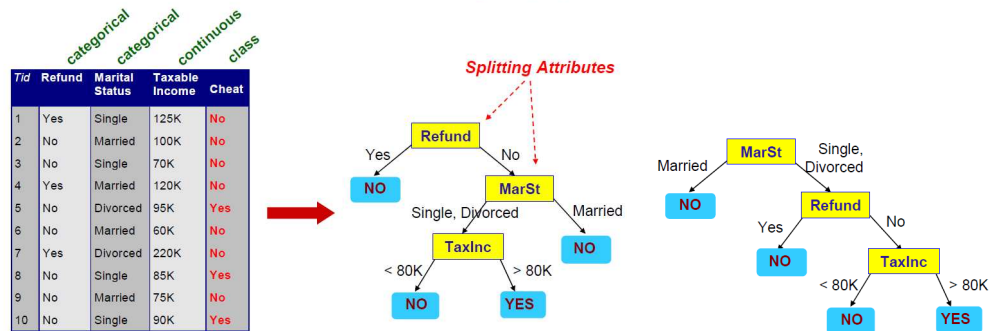 categorical categorical continuous class
Tid Refund Marital Status Taxable Income Cheat
1 Yes Single 125K No
2 No Married 100K No
3 No Single 70K No
4 Yes Married 120K No
5 No Divorced 95K Yes
6 No Married 60K No
7 Yes Divorced 220K No
8 No Single 85K Yes
9 No Married 75K No
10 No Single 90K Yes
Splitting Attributes
Refund
Yes No
NO MarSt
Single, Divorced Married
TaxInc NO
< 80K > 80K
NO YES
MarSt
Married Single,
Divorced
NO Refund
Yes No
NO TaxInc
< 80K > 80K
NO YES